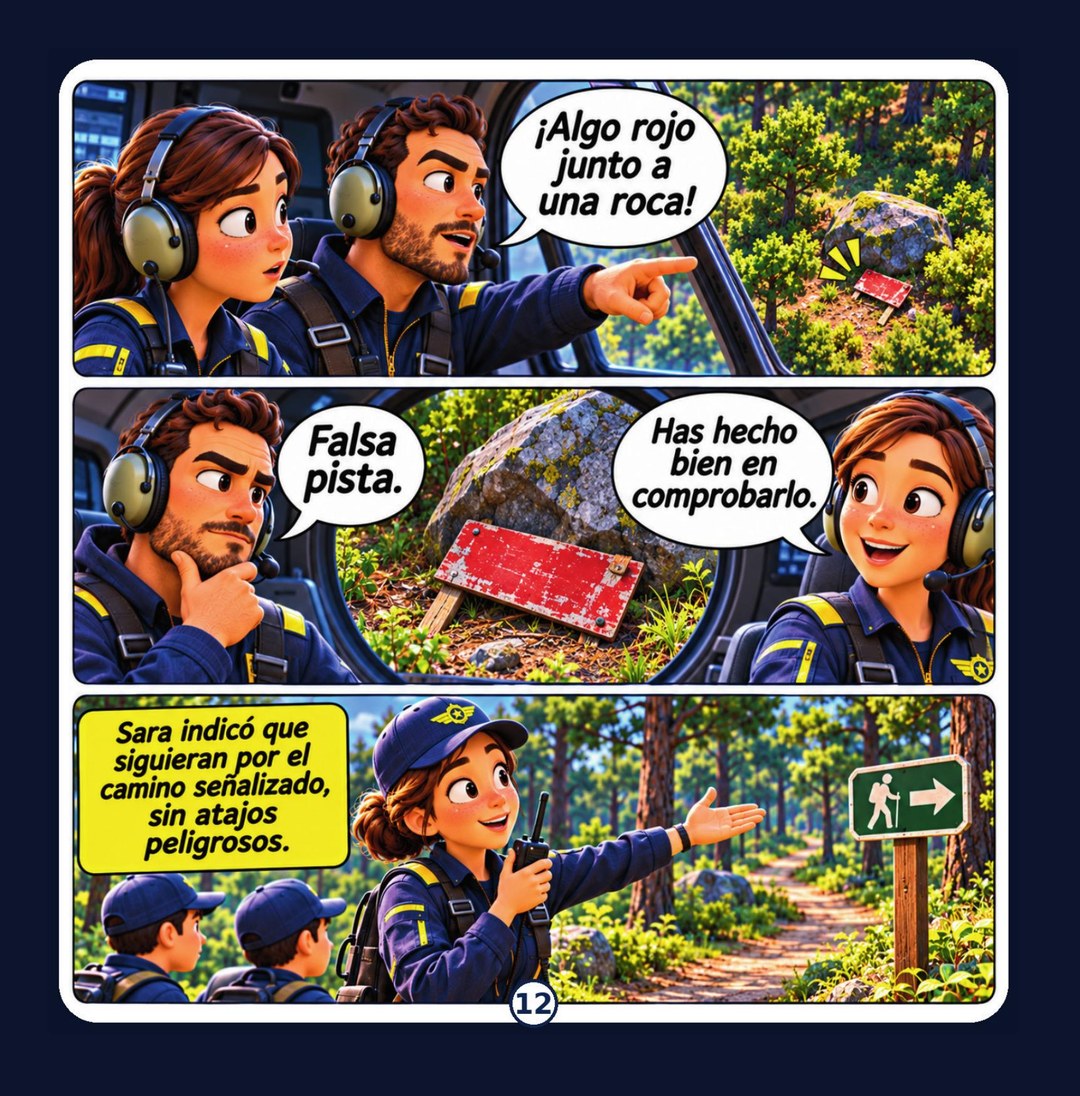 ¡Algo rojo
junto a
una roca!
Falsa
pista.
Has hecho
bien en
comprobarlo.
Sara indicó que
siguieran por el
camino señalizado,
sin atajos
peligrosos.
12